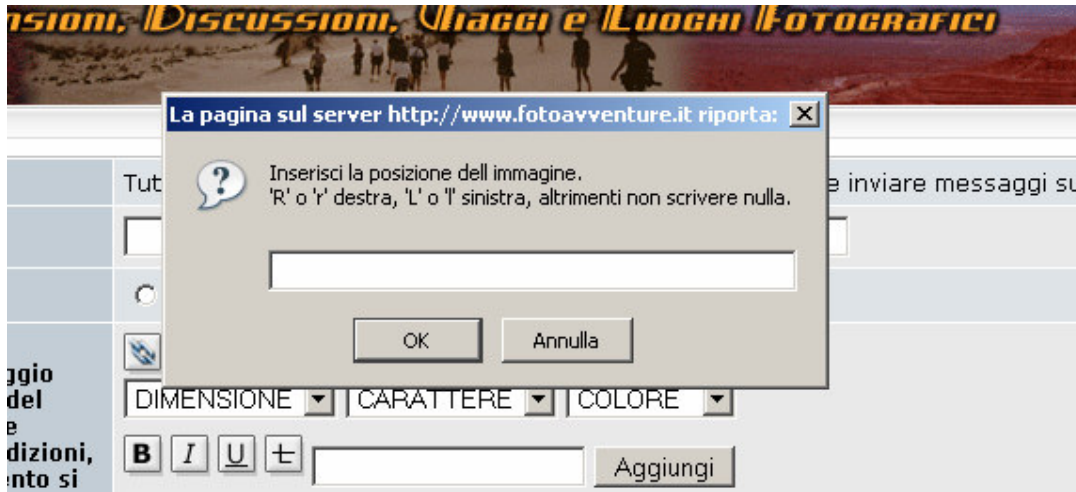 nsioni, Discussioni, Viaggi e Luoghi Fotografici
La pagina sul server http://www.fotoavventure.it riporta:
Inserisci la posizione dell immagine.
'R' o 'r' destra, 'L' o 'l' sinistra, altrimenti non scrivere nulla.
Tut
e inviare messaggi su
OK Annulla
ggio
del
e
dizioni,
ento si
DIMENSIONE CARATTERE COLORE
B I U t Aggiungi